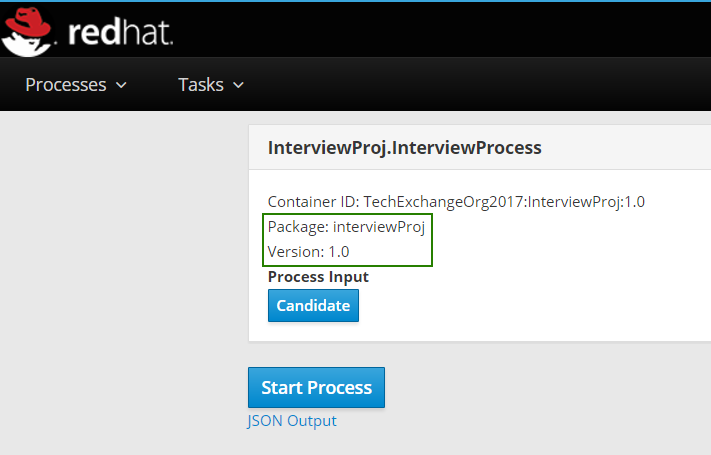 redhat.
Processes
Tasks
InterviewProj.InterviewProcess
Container ID: TechExchangeOrg2017:InterviewProj:1.0
Package: interviewProj
Version: 1.0
Process Input
Candidate
Start Process
JSON Output